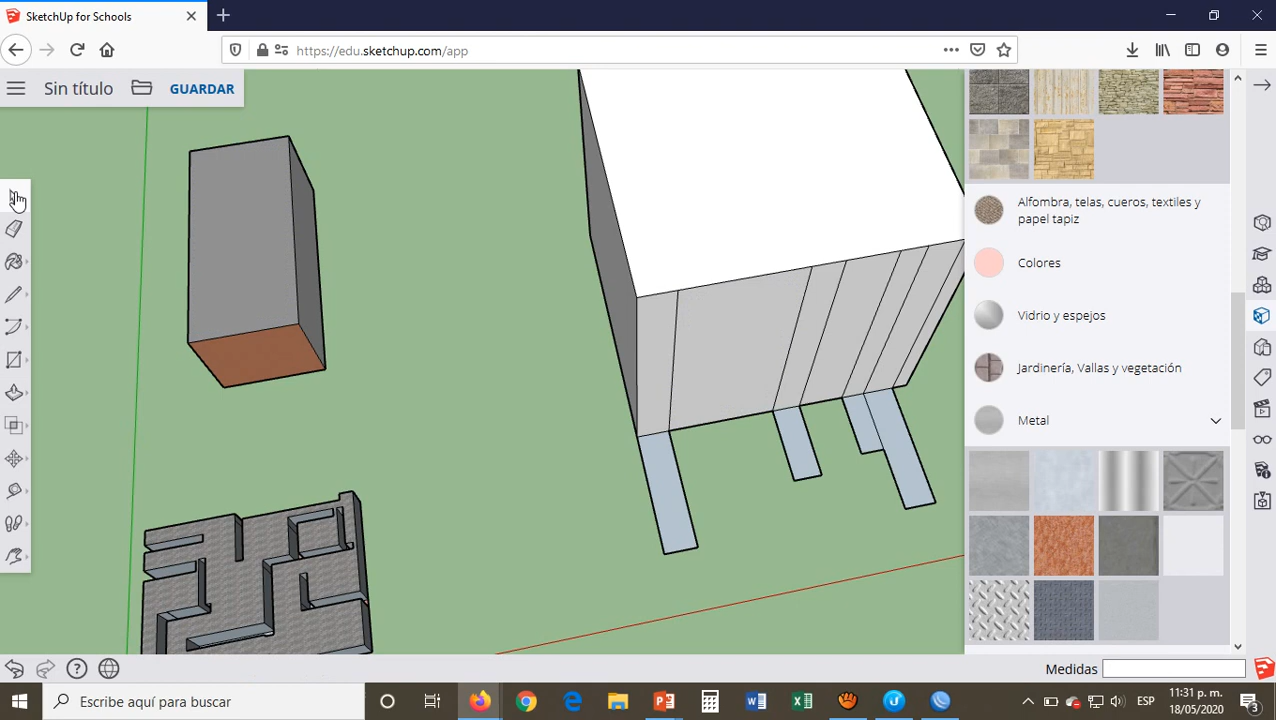 SketchUp for Schools
https://edu.sketchup.com/app
Sin título
GUARDAR
Alfombra, telas, cueros, textiles y
papel tapiz
Colores
Vidrio y espejos
Jardinería, Vallas y vegetación
Metal
Medidas
Escribe aquí para buscar
ESP
11:31 p. m.
18/05/2020
3